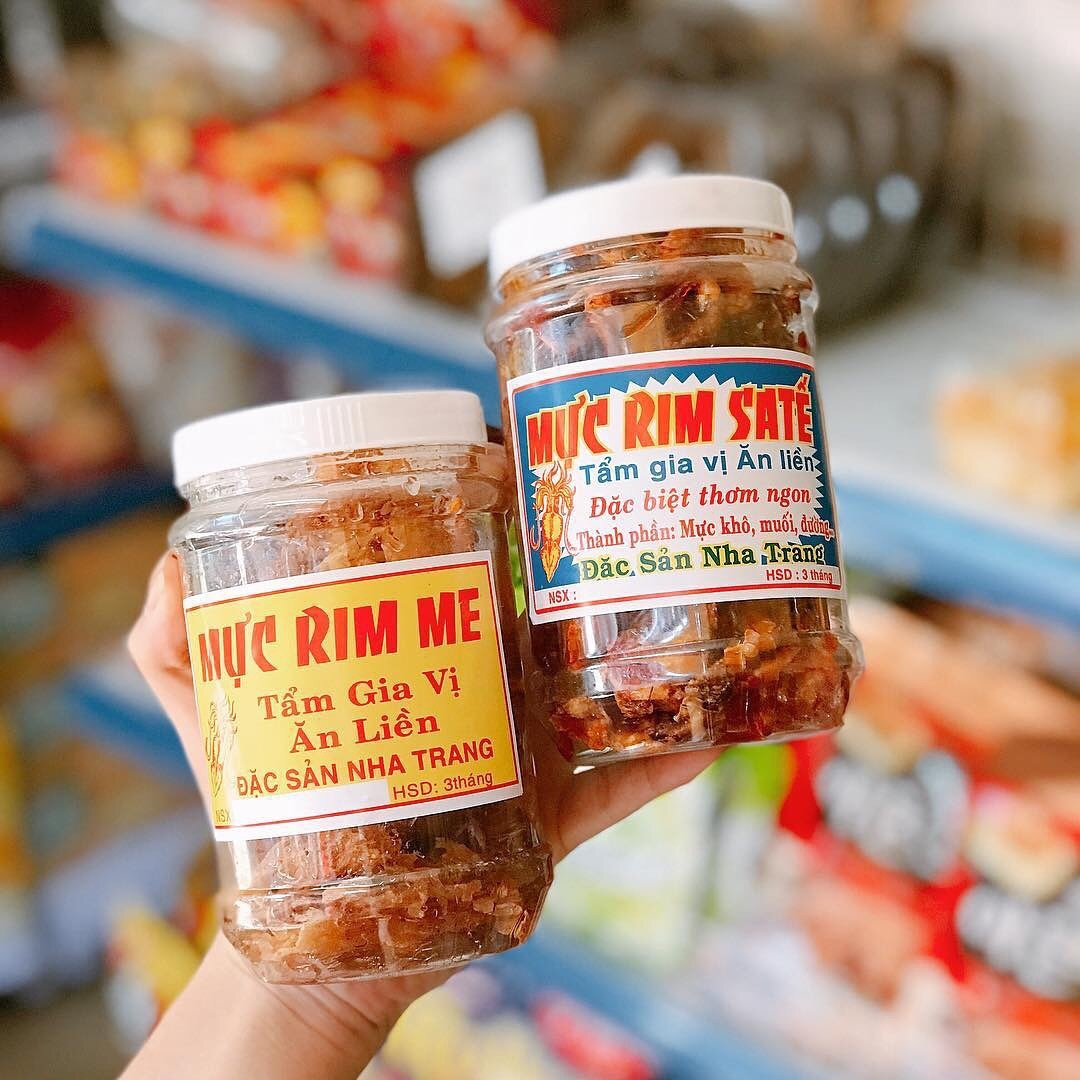 MỰC RIM ME
Tẩm Gia Vị
Ăn Liền
ĐẶC SẢN NHA TRANG
HSD: 3tháng
NSX
MỰC RIM SATẾ
Tẩm gia vị Ăn liền
Đặc biệt thơm ngon
Thành phần: Mực khô, muối, đường...
Đặc Sản Nha Trang
HSD : 3 tháng
NSX :